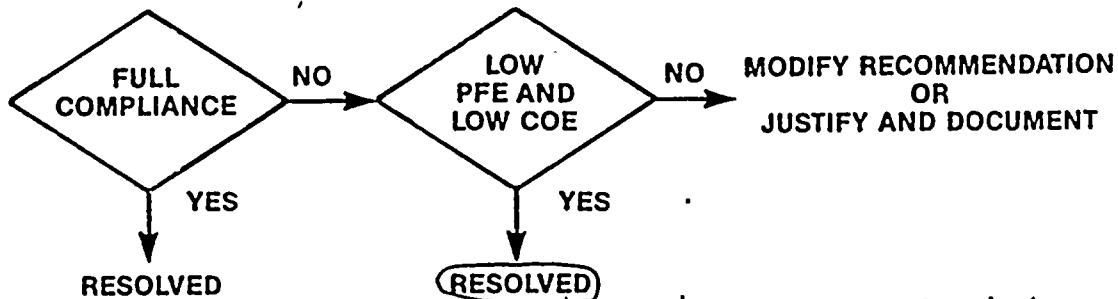 FULL
COMPLIANCE
NO
LOW
PFE AND
LOW COE
NO
MODIFY RECOMMENDATION
OR
JUSTIFY AND DOCUMENT
YES
YES
RESOLVED
RESOLVED